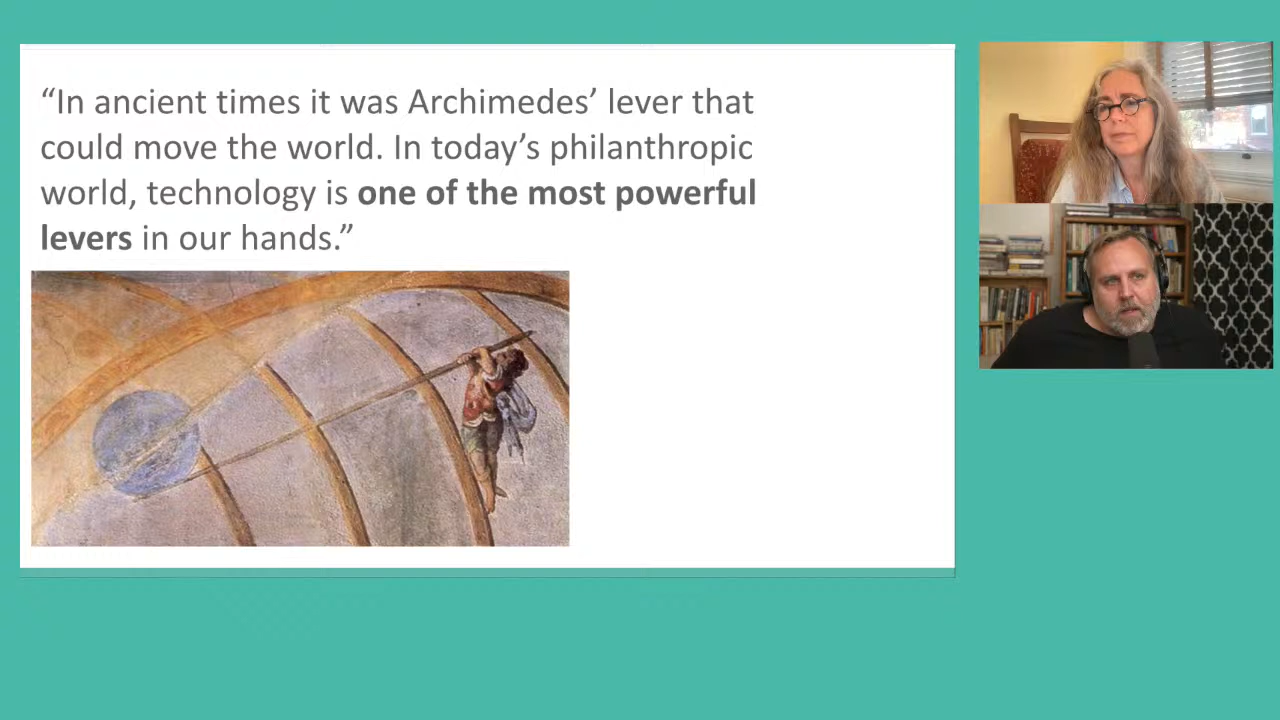 “In ancient times it was Archimedes’ lever that
could move the world. In today’s philanthropic
world, technology is one of the most powerful
levers in our hands.”